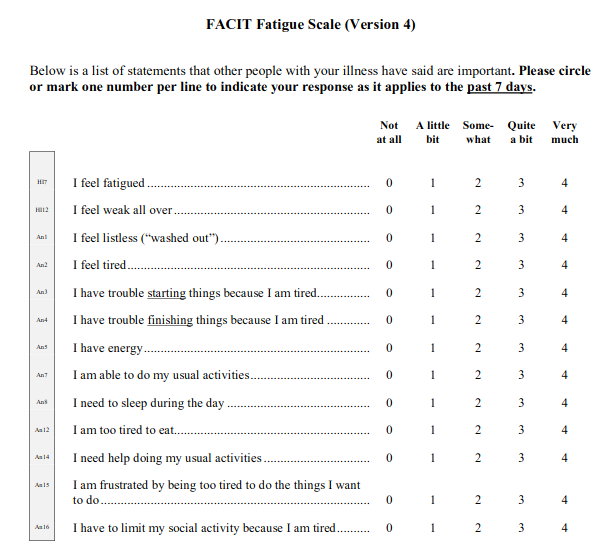 FACIT Fatigue Scale (Version 4)
Below is a list of statements that other people with your illness have said are important. Please circle
or mark one number per line to indicate your response as it applies to the past 7 days.
Not A little Some- Quite Very
at all bit what a bit much
HI7 I feel fatigued 0 1 2 3 4
HI12 I feel weak all over 0 1 2 3 4
An1 I feel listless (“washed out”) 0 1 2 3 4
An2 I feel tired 0 1 2 3 4
An3 I have trouble starting things because I am tired 0 1 2 3 4
An4 I have trouble finishing things because I am tired 0 1 2 3 4
An5 I have energy 0 1 2 3 4
An7 I am able to do my usual activities 0 1 2 3 4
An8 I need to sleep during the day 0 1 2 3 4
An12 I am too tired to eat 0 1 2 3 4
An14 I need help doing my usual activities 0 1 2 3 4
An15 I am frustrated by being too tired to do the things I want
to do 0 1 2 3 4
An16 I have to limit my social activity because I am tired 0 1 2 3 4